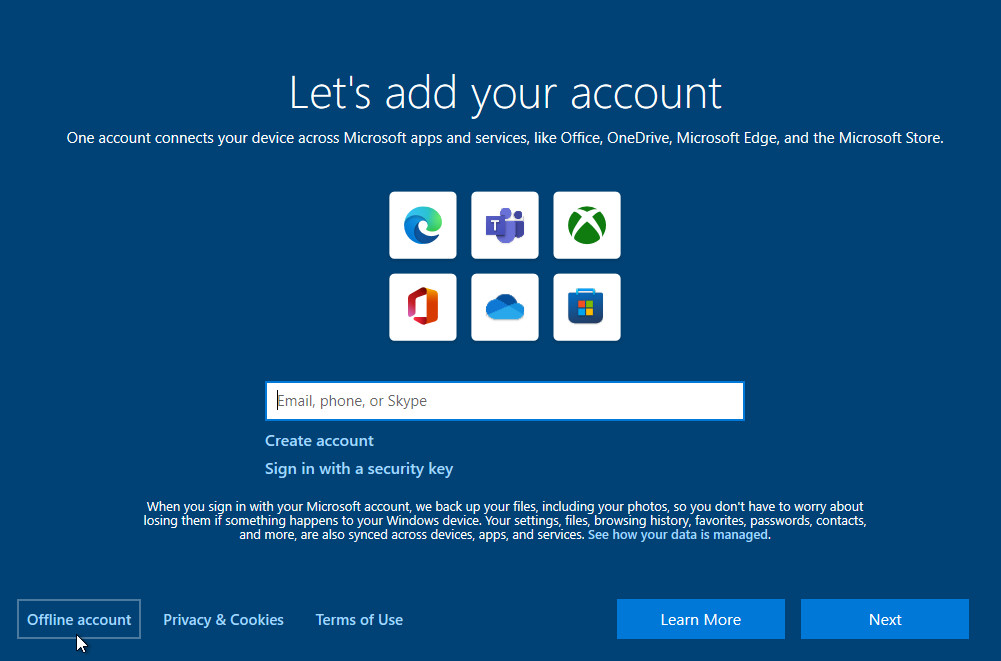 Let's add your account
One account connects your device across Microsoft apps and services, like Office, OneDrive, Microsoft Edge, and the Microsoft Store.
T
Email, phone, or Skype
Create account
Sign in with a security key
When you sign in with your Microsoft account, we back up your files, including your photos, so you don't have to worry about
losing them if something happens to your Windows device. Your settings, files, browsing history, favorites, passwords, contacts,
and more, are also synced across devices, apps, and services. See how your data is managed.
Offline account Privacy & Cookies Terms of Use Learn More Next